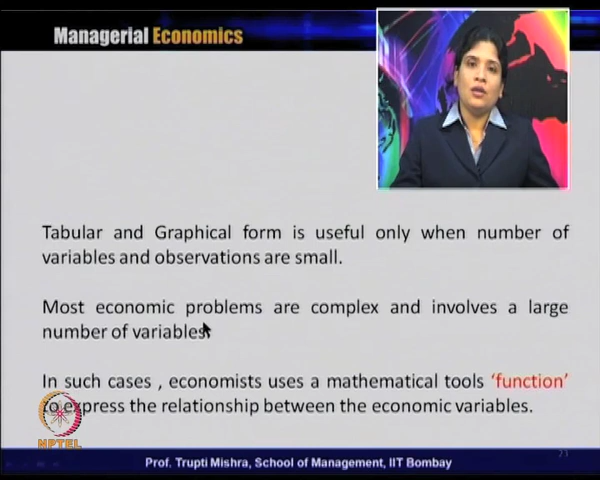 Managerial Economics
Tabular and Graphical form is useful only when number of
variables and observations are small.
Most economic problems are complex and involves a large
number of variables.
In such cases , economists uses a mathematical tools ‘function’
to express the relationship between the economic variables.
NPTEL
Prof. Trupti Mishra, School of Management, IIT Bombay